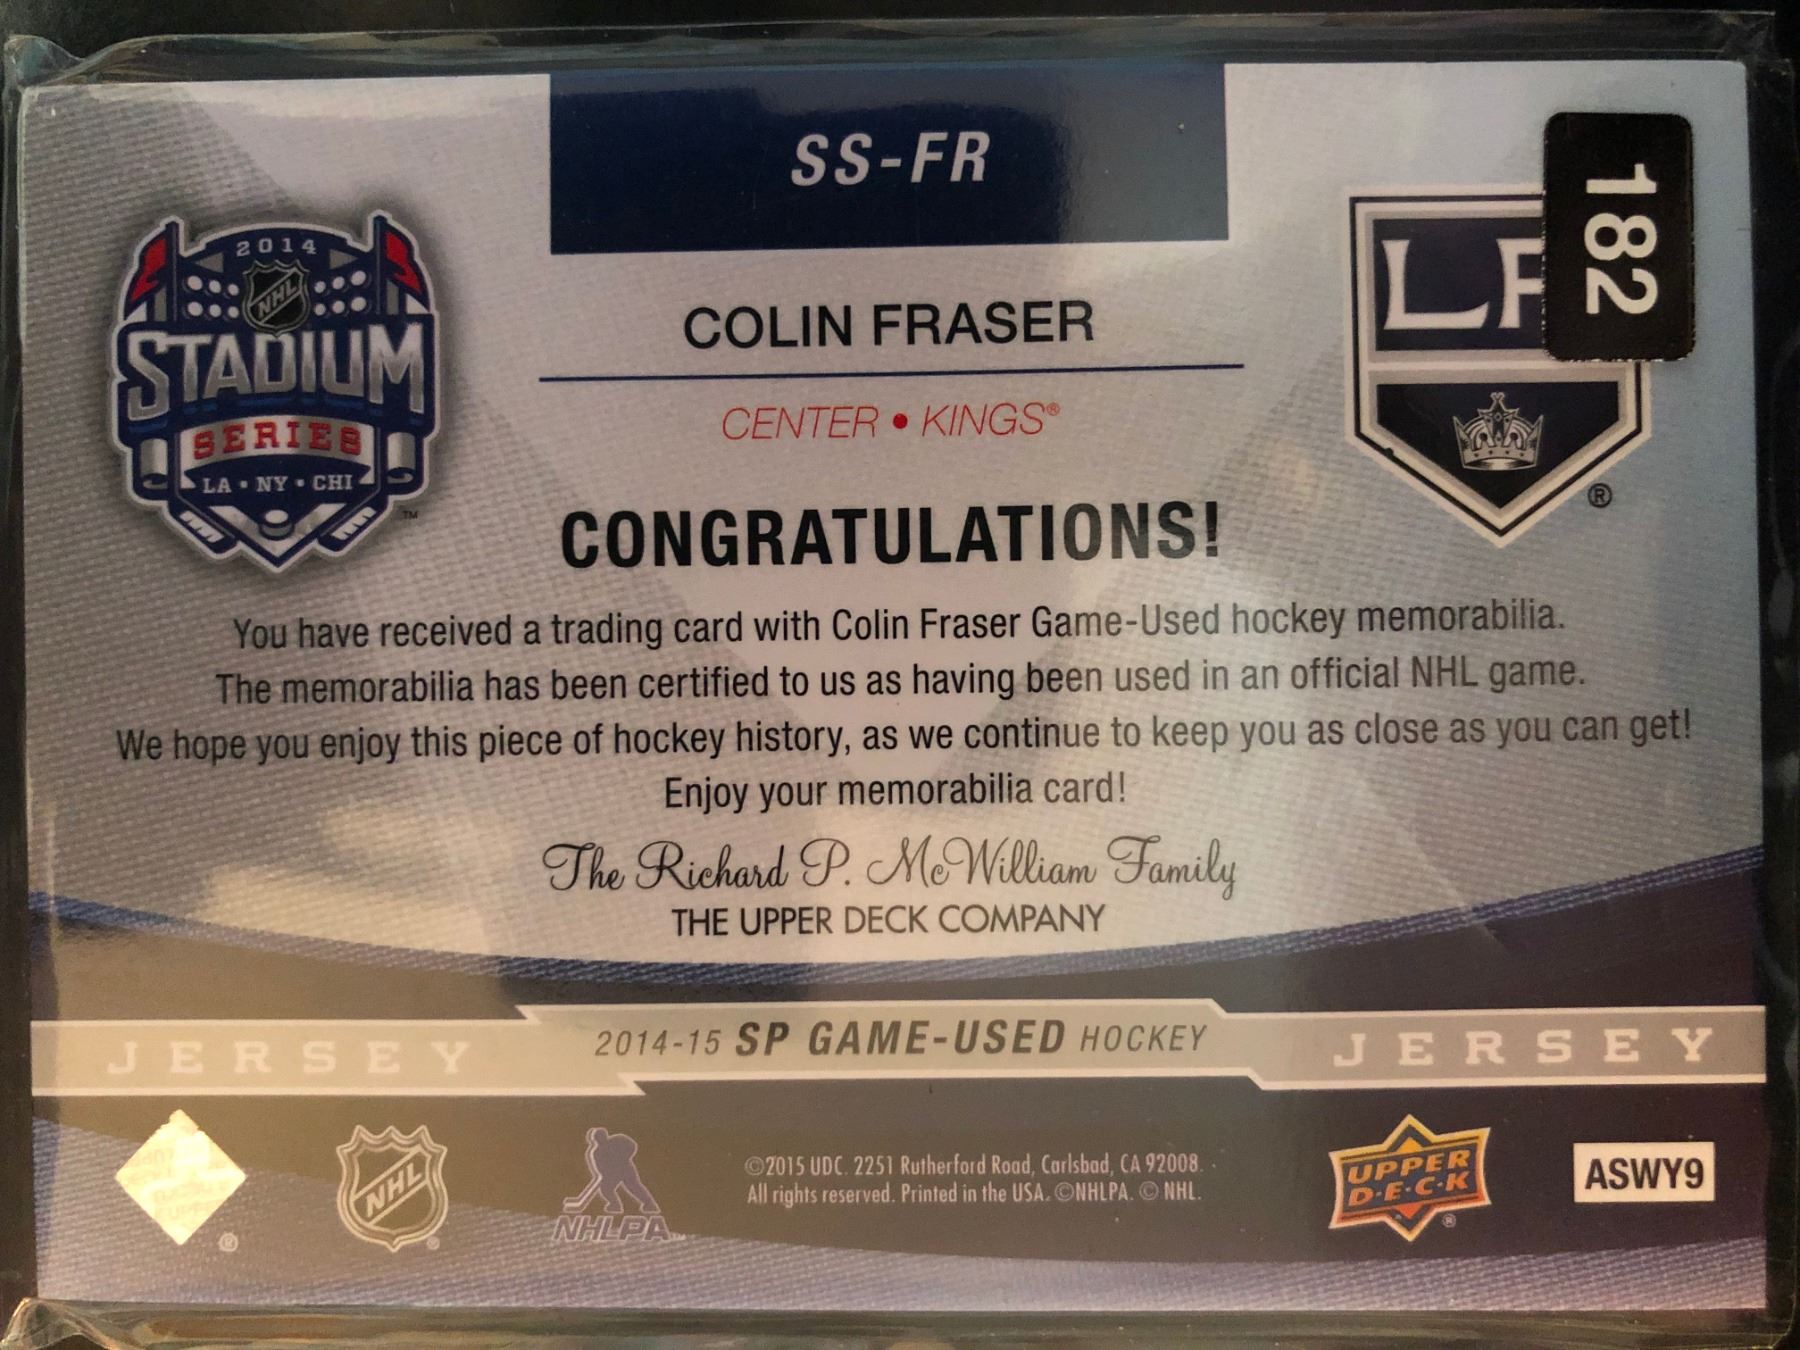 SS-FR
182
2014
NHL
STADIUM
SERIES
LA • NY • CHI
TM
COLIN FRASER
CENTER • KINGS®
®
CONGRATULATIONS!
You have received a trading card with Colin Fraser Game-Used hockey memorabilia.
The memorabilia has been certified to us as having been used in an official NHL game.
We hope you enjoy this piece of hockey history, as we continue to keep you as close as you can get!
Enjoy your memorabilia card!
The Richard P. McWilliam Family
THE UPPER DECK COMPANY
JERSEY
2014-15 SP GAME-USED HOCKEY
JERSEY
®
NHL
®
NHLPA
©2015 UDC. 2251 Rutherford Road, Carlsbad, CA 92008.
All rights reserved. Printed in the USA. ©NHLPA. © NHL.
UPPER
D•E•C•K
®
ASWY9